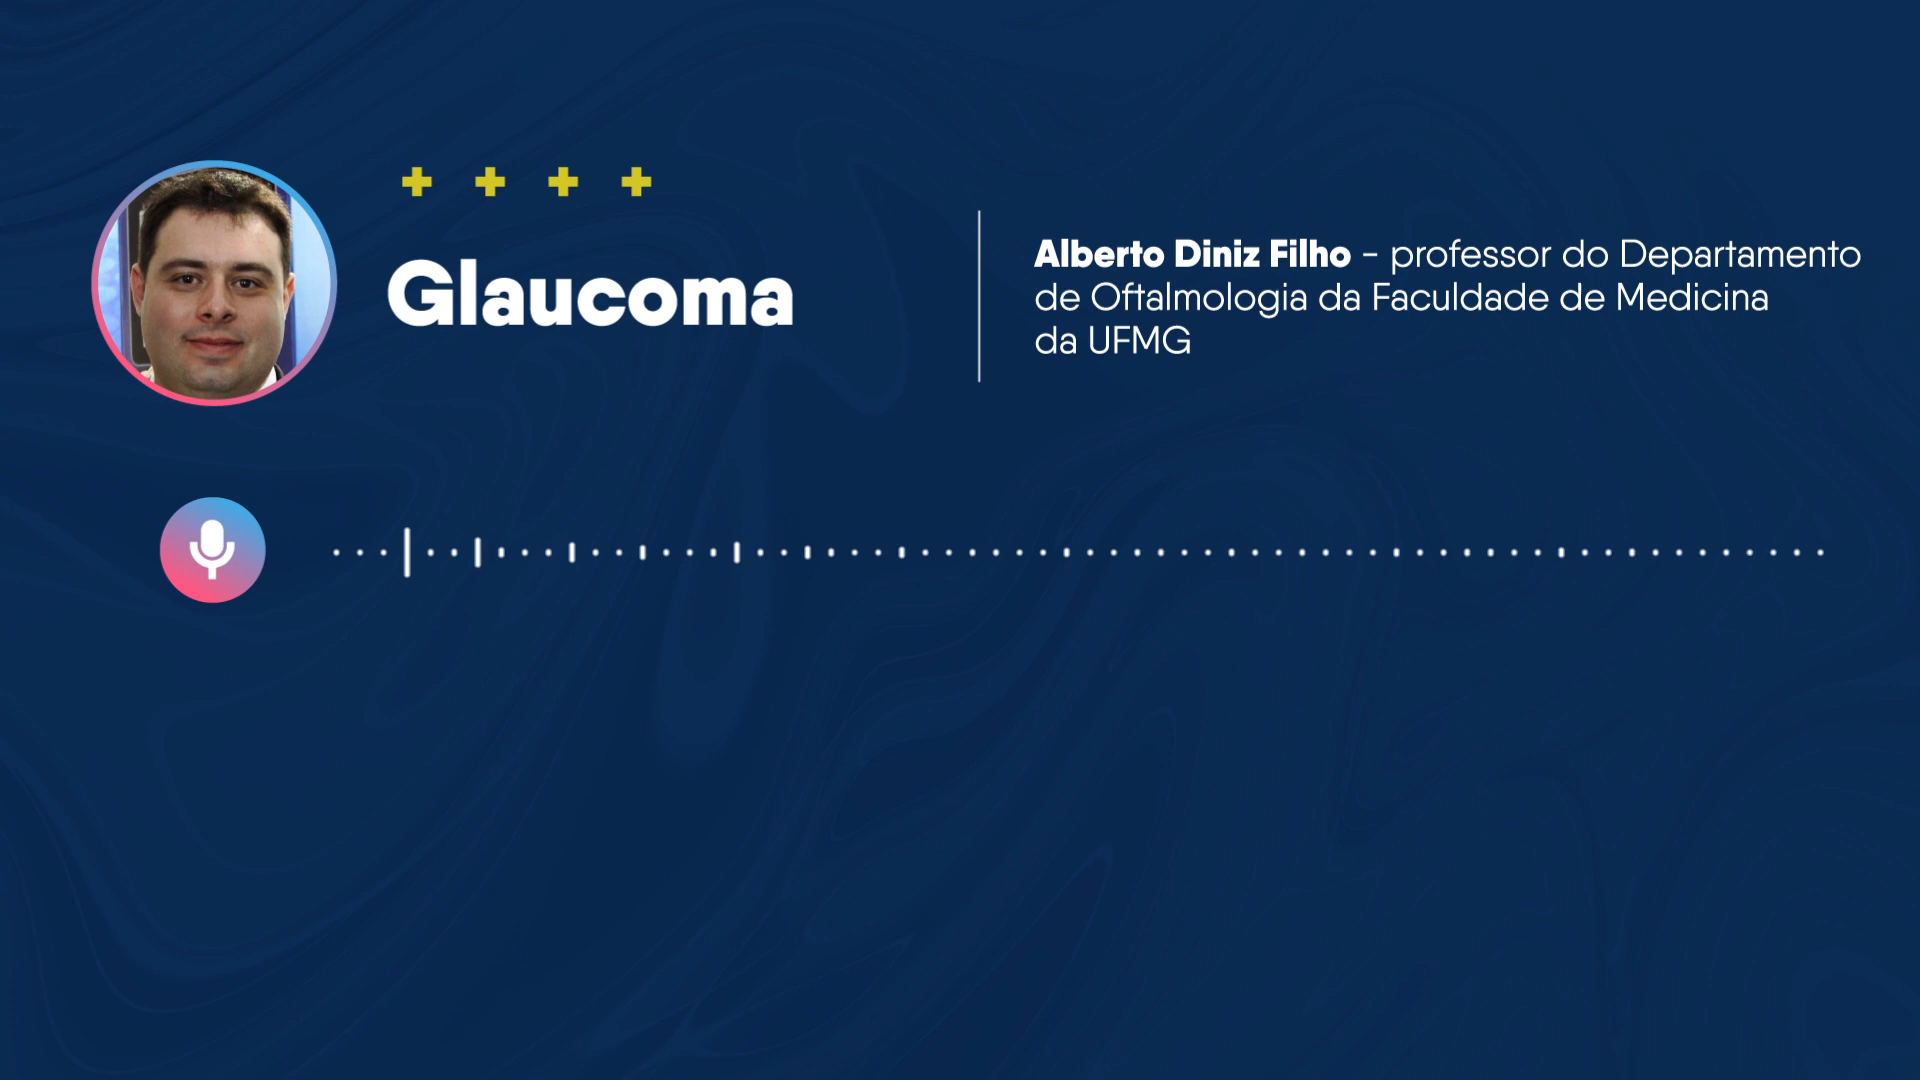 Glaucoma
Alberto Diniz Filho – professor do Departamento
de Oftalmologia da Faculdade de Medicina
da UFMG